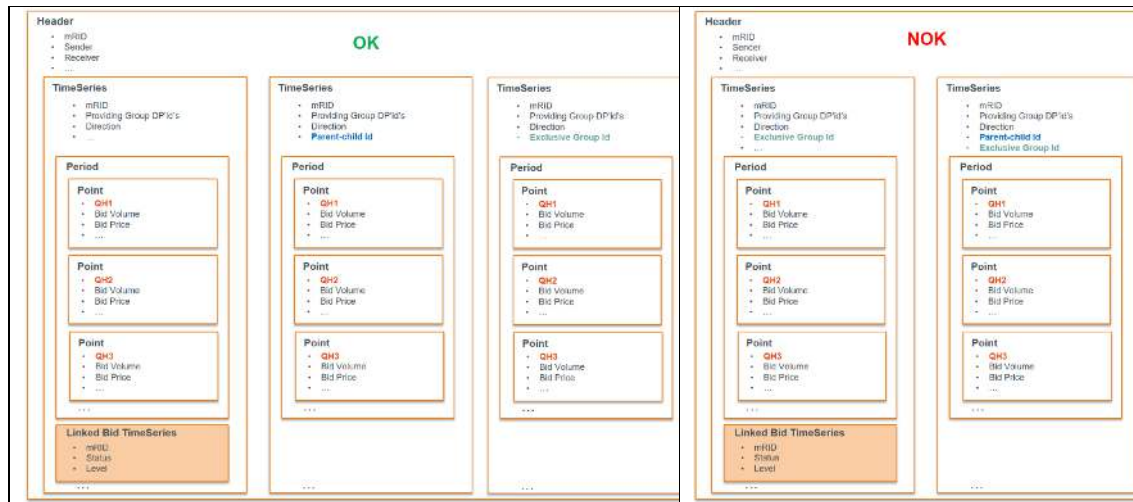 Header
• mRID
• Sender
• Receiver
• ...
OK
TimeSeries
• mRID
• Providing Group DP'id's
• Direction
• ...
Period
Point
• QH1
• Bid Volume
• Bid Price
• ...
Point
• QH2
• Bid Volume
• Bid Price
• ...
Point
• QH3
• Bid Volume
• Bid Price
• ...
...
Linked Bid TimeSeries
• mRID
• Status
• Level
...
TimeSeries
• mRID
• Providing Group DP'id's
• Direction
• Parent-child Id
Period
Point
• QH1
• Bid Volume
• Bid Price
• ...
Point
• QH2
• Bid Volume
• Bid Price
• ...
Point
• QH3
• Bid Volume
• Bid Price
• ...
...
...
TimeSeries
• mRID
• Providing Group DP'id's
• Direction
• Exclusive Group Id
Period
Point
• QH1
• Bid Volume
• Bid Price
...
Point
• QH2
• Bid Volume
• Bid Price
• ...
Point
• QH3
• Bid Volume
• Bid Price
• ...
...
...
Header
• mRID
• Sender
• Receiver
• ...
NOK
TimeSeries
• mRID
• Providing Group DP'id's
• Direction
• Exclusive Group Id
• ...
Period
Point
• QH1
• Bid Volume
• Bid Price
• ...
Point
• QH2
• Bid Volume
• Bid Price
• ...
Point
• QH3
• Bid Volume
• Bid Price
• ...
...
Linked Bid TimeSeries
• mRID
• Status
• Level
...
TimeSeries
• mRID
• Providing Group DP'id's
• Direction
• Parent-child Id
• Exclusive Group Id
Period
Point
• QH1
• Bid Volume
• Bid Price
• ...
Point
• QH2
• Bid Volume
• Bid Price
• ...
Point
• QH3
• Bid Volume
• Bid Price
• ...
...
...